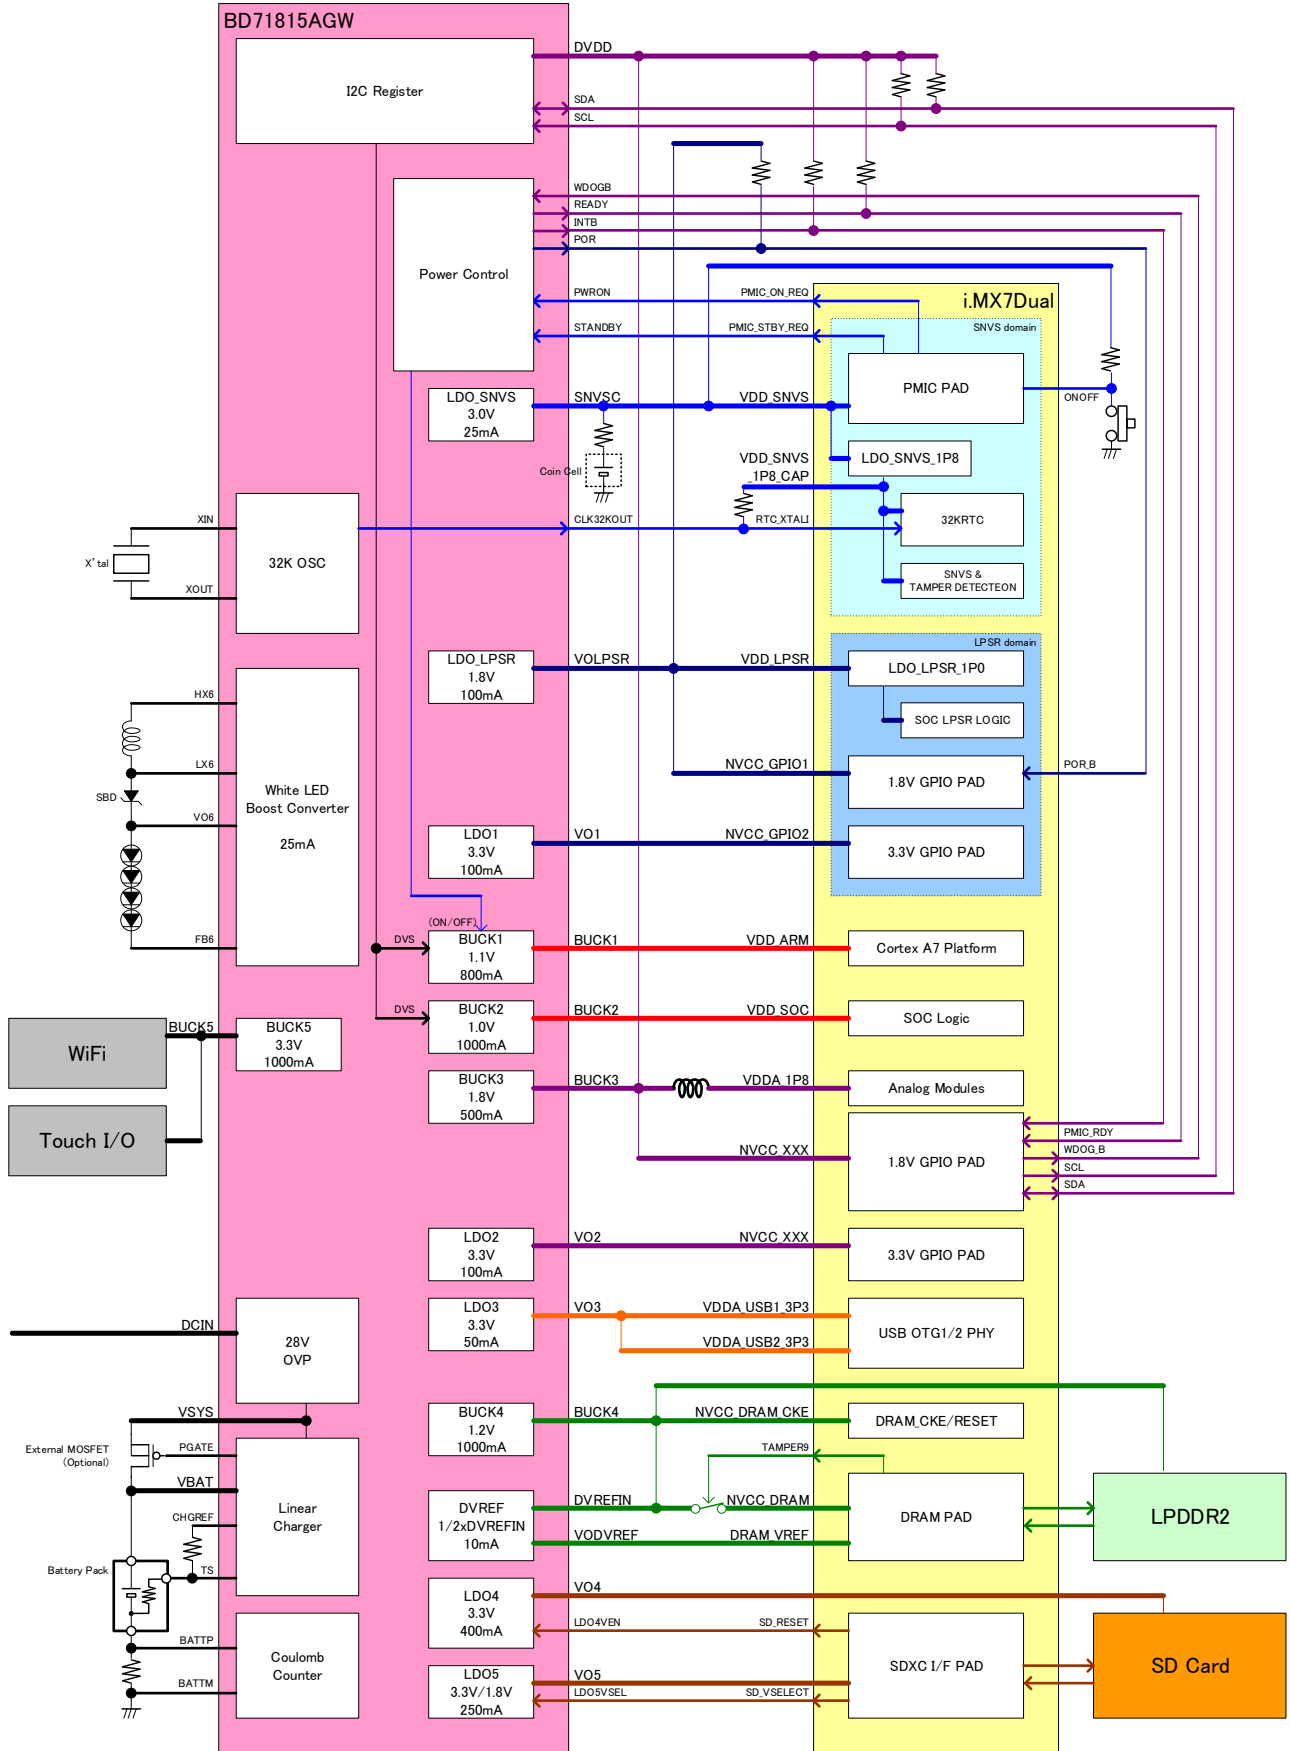 BD71815AGW
I2C Register
DVDD
SDA
SCL
Power Control
WDOGB
READY
INTB
POR
PWRON
PMIC_ON_REQ
STANDBY
PMIC_STBY_REQ
i.MX7Dual
SNVS domain
PMIC PAD
ONOFF
LDO_SNVS
3.0V
25mA
SNVSC
VDD_SNVS
Coin Cell
LDO_SNVS_1P8
VDD_SNVS
_1P8_CAP
32KRTC
SNVS &
TAMPER DETECTEON
XIN
X'tal
XOUT
32K OSC
CLK32KOUT
RTC_XTALI
LPSR domain
LDO_LPSR
1.8V
100mA
VOLPSR
VDD_LPSR
LDO_LPSR_1P0
SOC LPSR LOGIC
HX6
LX6
SBD
VO6
FB6
White LED
Boost Converter
25mA
NVCC_GPIO1
1.8V GPIO PAD
POR_B
LDO1
3.3V
100mA
VO1
NVCC_GPIO2
3.3V GPIO PAD
(ON/OFF)
DVS
BUCK1
1.1V
800mA
BUCK1
VDD_ARM
Cortex A7 Platform
DVS
BUCK2
1.0V
1000mA
BUCK2
VDD_SOC
SOC Logic
WiFi
BUCK5
BUCK5
3.3V
1000mA
Touch I/O
BUCK3
1.8V
500mA
BUCK3
VDDA_1P8
Analog Modules
NVCC_XXX
1.8V GPIO PAD
PMIC_RDY
WDOG_B
SCL
SDA
LDO2
3.3V
100mA
VO2
NVCC_XXX
3.3V GPIO PAD
DCIN
28V
OVP
LDO3
3.3V
50mA
VO3
VDDA_USB1_3P3
VDDA_USB2_3P3
USB OTG1/2 PHY
VSYS
External MOSFET
(Optional)
PGATE
VBAT
CHGREF
Battery Pack
TS
Linear
Charger
BUCK4
1.2V
1000mA
BUCK4
NVCC_DRAM_CKE
DRAM_CKE/RESET
TAMPER9
DVREF
1/2xDVREFIN
10mA
DVREFIN
NVCC_DRAM
VODVREF
DRAM_VREF
DRAM PAD
LPDDR2
BATTP
BATTM
Coulomb
Counter
LDO4
3.3V
400mA
VO4
LDO4VEN
SD_RESET
LDO5
3.3V/1.8V
250mA
VO5
LDO5VSEL
SD_VSELECT
SDXC I/F PAD
SD Card